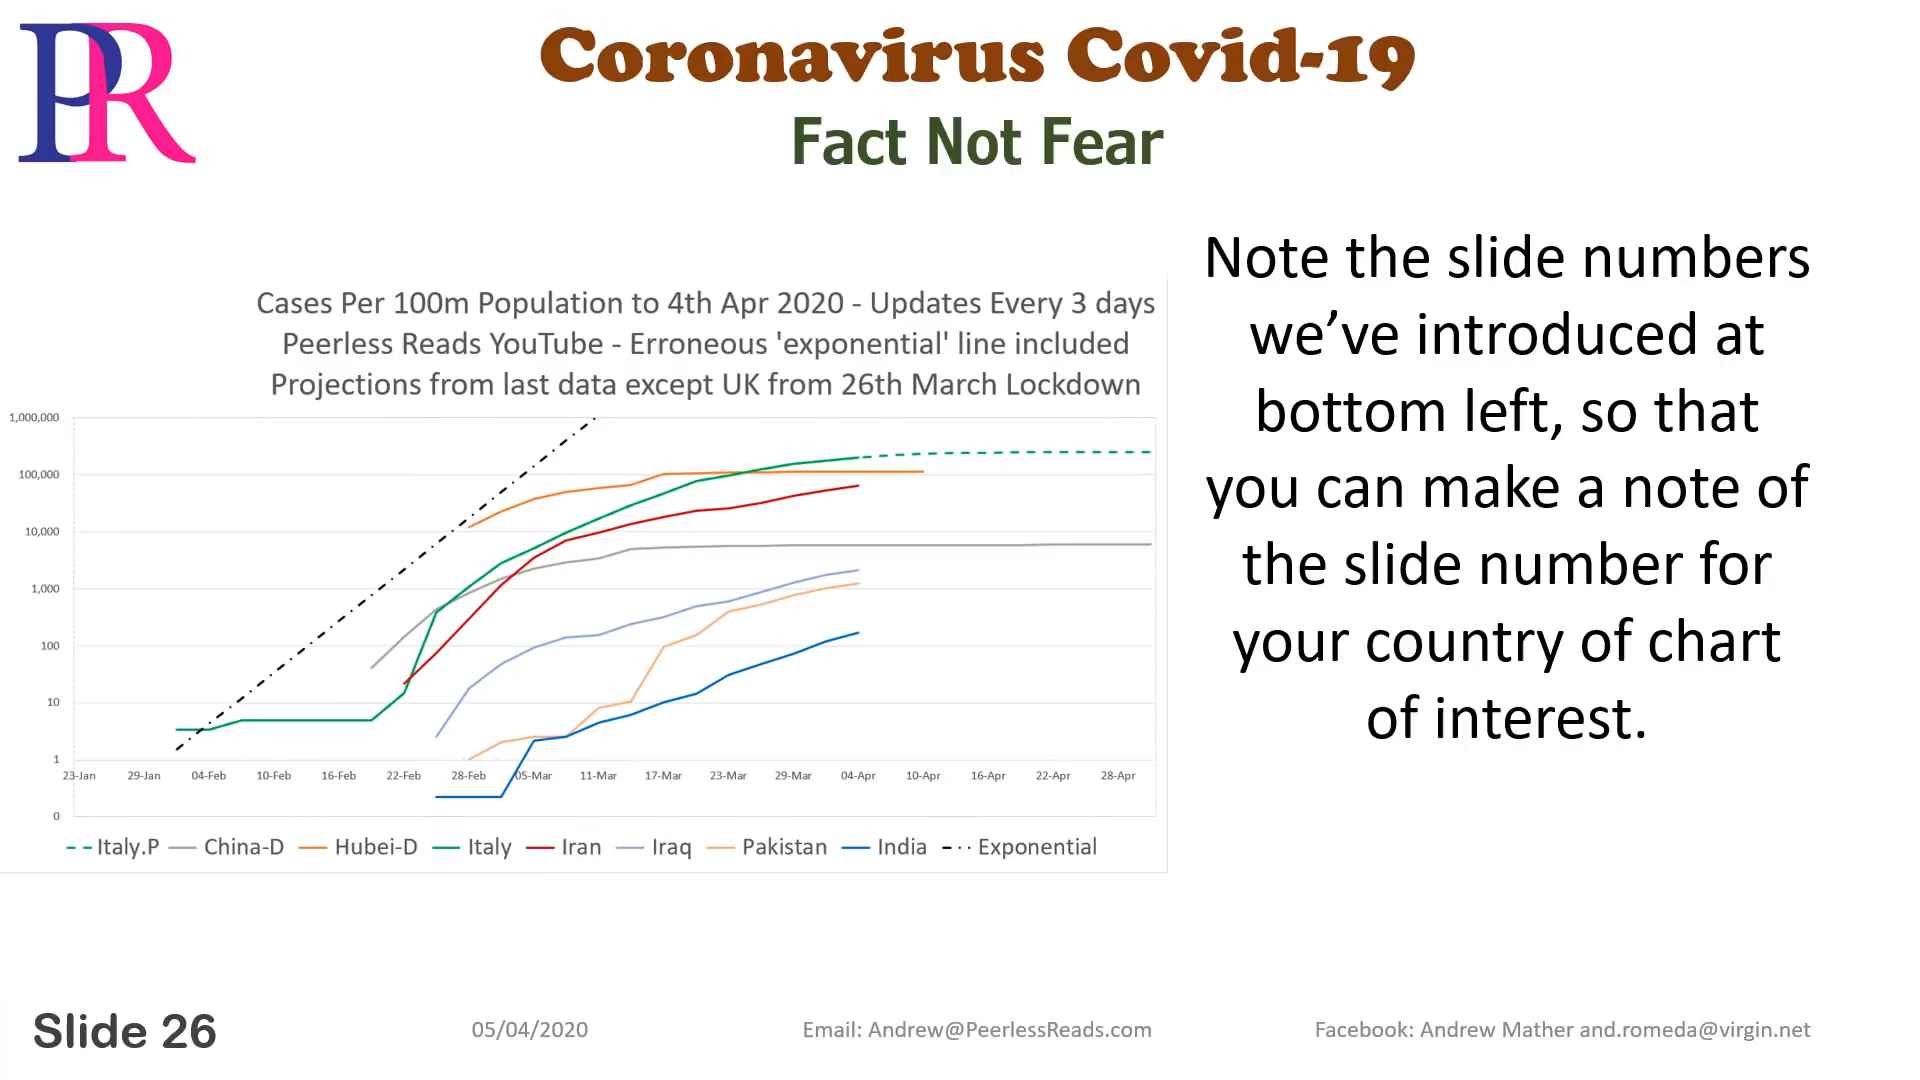 PR
Coronavirus Covid-19
Fact Not Fear
Cases Per 100m Population to 4th Apr 2020 - Updates Every 3 days
Peerless Reads YouTube - Erroneous 'exponential' line included
Projections from last data except UK from 26th March Lockdown
1,000,000
100,000
10,000
1,000
100
10
1
0
23-Jan 29-Jan 04-Feb 10-Feb 16-Feb 22-Feb 28-Feb 05-Mar 11-Mar 17-Mar 23-Mar 29-Mar 04-Apr 10-Apr 16-Apr 22-Apr 28-Apr
Italy.P China-D Hubei-D Italy Iran Iraq Pakistan India Exponential
Note the slide numbers
we’ve introduced at
bottom left, so that
you can make a note of
the slide number for
your country of chart
of interest.
Slide 26
05/04/2020
Email: Andrew@PeerlessReads.com
Facebook: Andrew Mather and.romeda@virgin.net